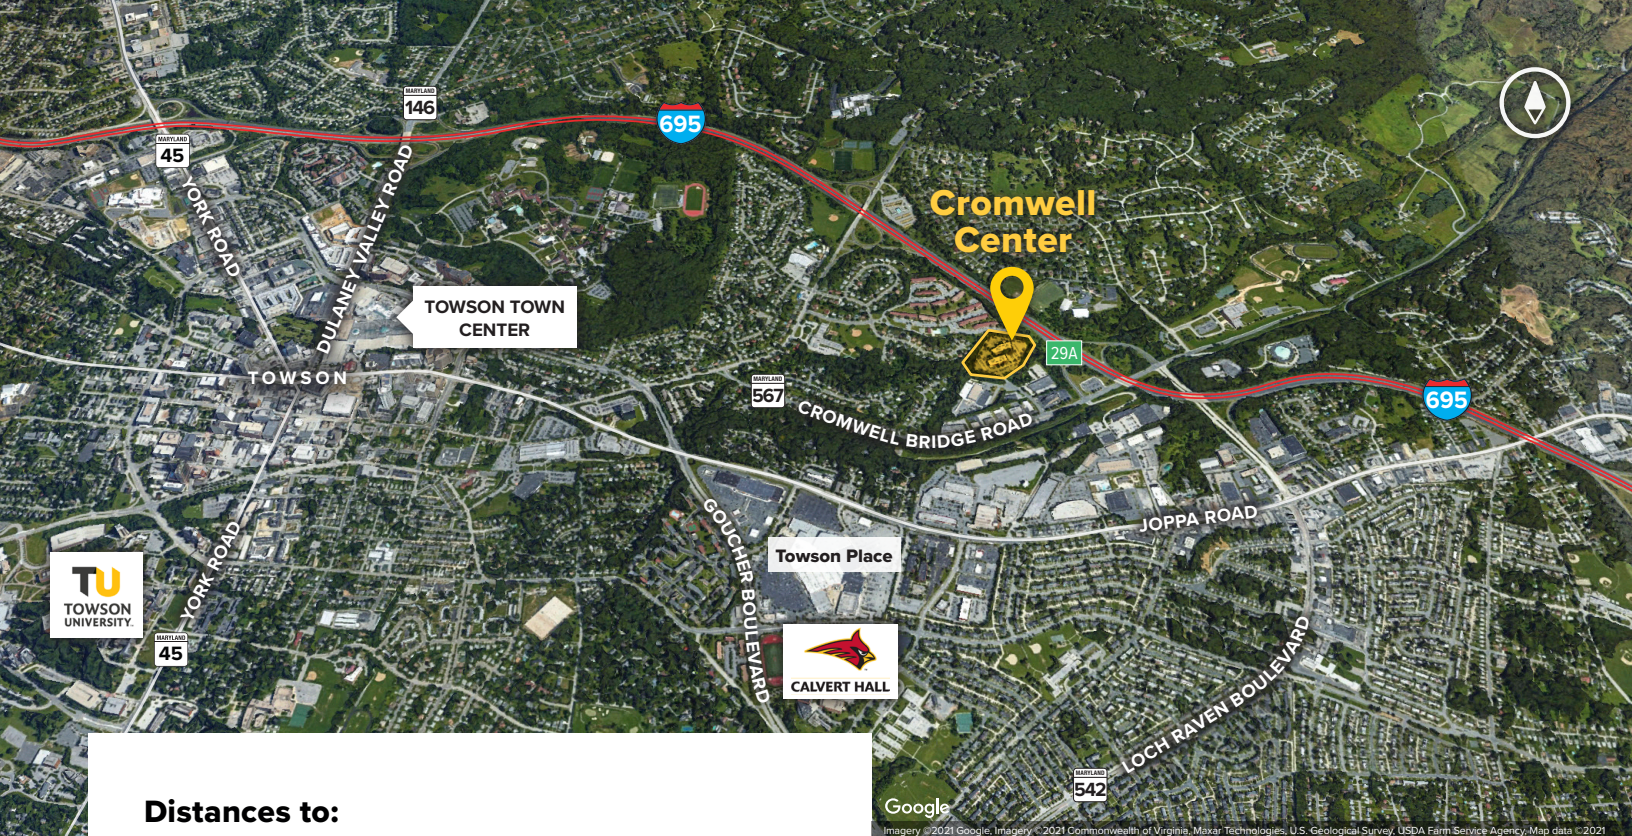 MARYLAND
146
695
MARYLAND
45
YORK ROAD
DULANEY VALLEY ROAD
Cromwell
Center
TOWSON TOWN
CENTER
29A
TOWSON
MARYLAND
567
CROMWELL BRIDGE ROAD
695
JOPPA ROAD
GOUCHER BOULEVARD
Towson Place
YORK ROAD
TU
TOWSON
UNIVERSITY.
MARYLAND
45
CALVERT HALL
LOCH RAVEN BOULEVARD
MARYLAND
542
Distances to:
Google
Imagery ©2021 Google, Imagery ©2021 Commonwealth of Virginia, Maxar Technologies, U.S. Geological Survey, USDA Farm Service Agency, Map data ©2021